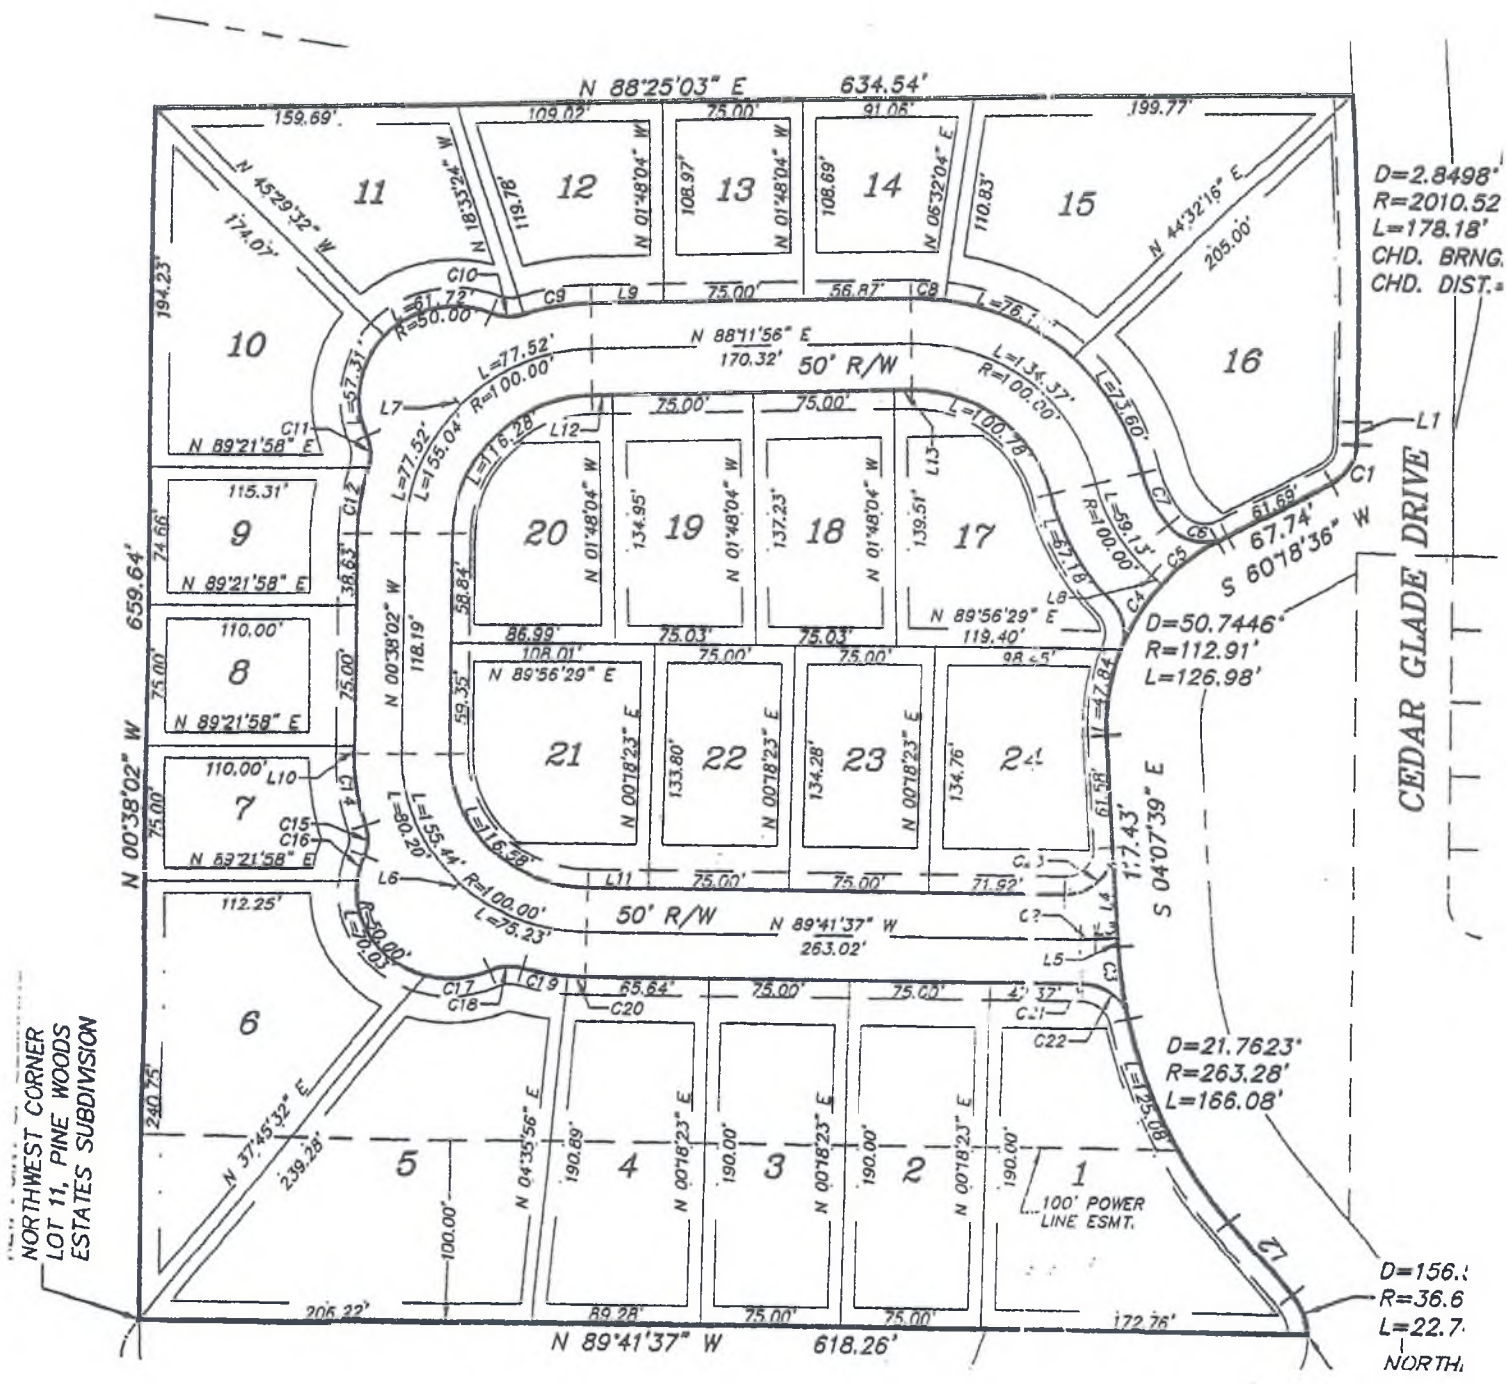 N 88°25'03" E 634.54'
159.69'
109.02'
75.00'
91.06'
199.77'
N 45°29'32" W
174.07'
11
N 18°33'24" W
119.78'
12
N 01°48'04" W
108.97'
13
N 01°48'04" W
108.69'
14
N 06°32'04" E
110.83'
15
N 44°32'16" E
205.00'
D=2.8498°
R=2010.52
L=178.18'
CHD. BRNG.
CHD. DIST.=
194.23'
10
C10
L=61.72'
R=50.00'
C9
L9
75.00'
56.87'
C8
L=57.31'
L7
C11
N 89°21'58" E
L=77.52'
R=100.00'
N 88°11'56" E
170.32'
50' R/W
L=134.37'
R=100.00'
L=73.60'
16
L1
C1
61.69'
67.74'
S 60°18'36" W
CEDAR GLADE DRIVE
L=77.52'
L=155.04'
L=116.28'
L12
75.00'
75.00'
L13
L=100.78'
C7
C6
C5
C4
L=59.13'
R=100.00'
L=67.18'
L8
115.31'
C12
9
74.66'
N 89°21'58" E
38.63'
659.64'
N 00°38'02" W
20
N 01°48'04" W
134.95'
19
N 01°48'04" W
137.23'
18
N 01°48'04" W
139.51'
17
58.84'
N 00°38'02" W
118.19'
N 89°56'29" E
119.40'
86.99'
75.03'
75.03'
D=50.7446°
R=112.91'
L=126.98'
110.00'
8
75.00'
75.00'
N 89°21'58" E
108.01'
75.00'
75.00'
N 89°56'29" E
59.35'
L=47.84'
21
N 00°18'23" E
133.80'
22
N 00°18'23" E
134.28'
23
N 00°18'23" E
134.76'
24
61.58'
117.43'
S 04°07'39" E
110.00'
L10
C14
7
75.00'
C15
C16
N 89°21'58" E
L6
L=80.20'
L=155.44'
L=116.58'
R=100.00'
L=75.23'
L11
75.00'
75.00'
71.92'
L4
50' R/W
N 89°41'37" W
263.02'
L5
C3
112.25'
R=50.00'
L=70.03'
C17
C18
C19
C20
65.64'
75.00'
75.00'
C21
C22
6
240.75'
N 37°45'32" E
239.28'
5
100.00'
N 04°35'56" E
190.89'
4
N 00°18'23" E
190.00'
3
N 00°18'23" E
190.00'
2
N 00°18'23" E
190.00'
1
100' POWER
LINE ESMT.
L=125.08'
D=21.7623°
R=263.28'
L=166.08'
L2
NORTHWEST CORNER
LOT 11, PINE WOODS
ESTATES SUBDIVISION
206.22'
89.28'
75.00'
75.00'
172.76'
N 89°41'37" W 618.26'
D=156.
R=36.6
L=22.7
NORTH